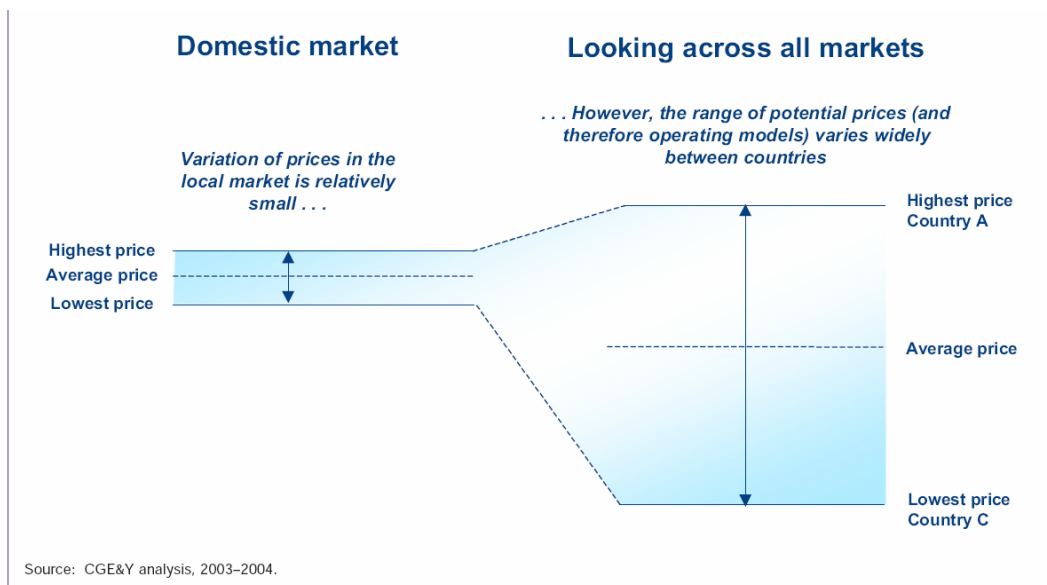 Domestic market
Looking across all markets
Variation of prices in the
local market is relatively
small . . .
. . . However, the range of potential prices (and
therefore operating models) varies widely
between countries
Highest price
Average price
Lowest price
Highest price
Country A
Average price
Lowest price
Country C
Source:  CGE&Y analysis, 2003–2004.